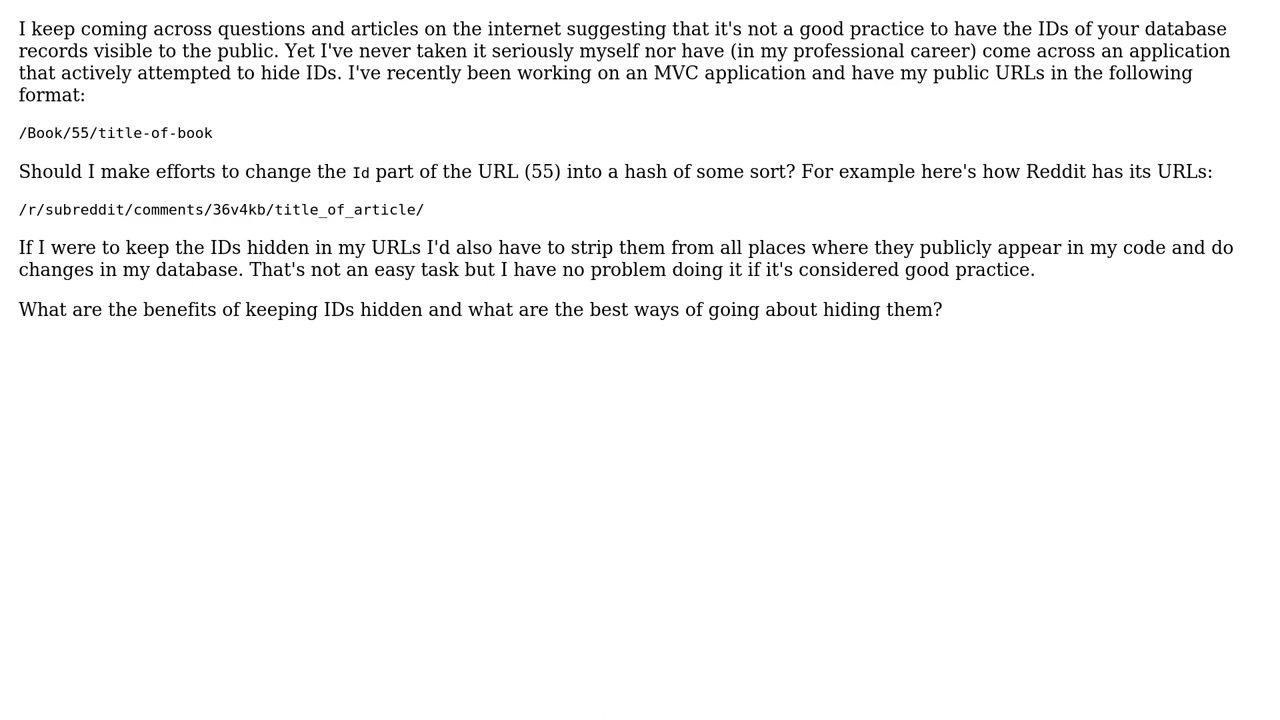 I keep coming across questions and articles on the internet suggesting that it's not a good practice to have the IDs of your database
records visible to the public. Yet I've never taken it seriously myself nor have (in my professional career) come across an application
that actively attempted to hide IDs. I've recently been working on an MVC application and have my public URLs in the following
format:
/Book/55/title-of-book
Should I make efforts to change the Id part of the URL (55) into a hash of some sort? For example here's how Reddit has its URLs:
/r/subreddit/comments/36v4kb/title_of_article/
If I were to keep the IDs hidden in my URLs I'd also have to strip them from all places where they publicly appear in my code and do
changes in my database. That's not an easy task but I have no problem doing it if it's considered good practice.
What are the benefits of keeping IDs hidden and what are the best ways of going about hiding them?